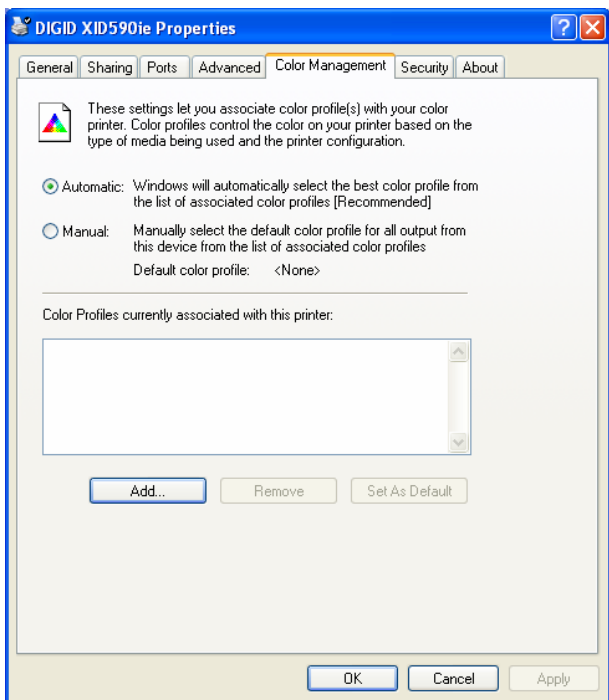 DIGID XID590ie Properties
?
X
General Sharing Ports Advanced Color Management Security About
These settings let you associate color profile(s) with your color
printer. Color profiles control the color on your printer based on the
type of media being used and the printer configuration.
Automatic: Windows will automatically select the best color profile from
the list of associated color profiles [Recommended]
Manual: Manually select the default color profile for all output from
this device from the list of associated color profiles
Default color profile: <None>
Color Profiles currently associated with this printer:
Add... Remove Set As Default
OK Cancel Apply